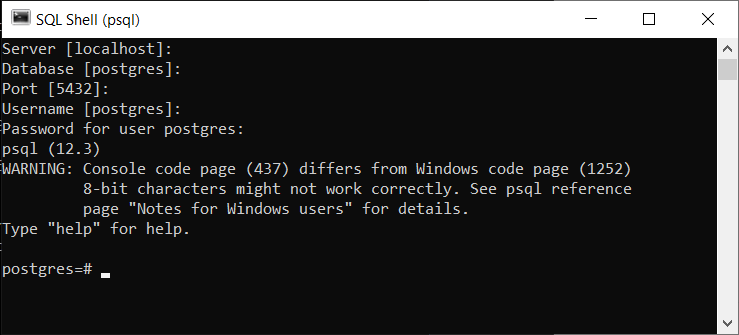 SQL Shell (psql)
Server [localhost]:
Database [postgres]:
Port [5432]:
Username [postgres]:
Password for user postgres:
psql (12.3)
WARNING: Console code page (437) differs from Windows code page (1252)
         8-bit characters might not work correctly. See psql reference
         page "Notes for Windows users" for details.
Type "help" for help.
postgres=#